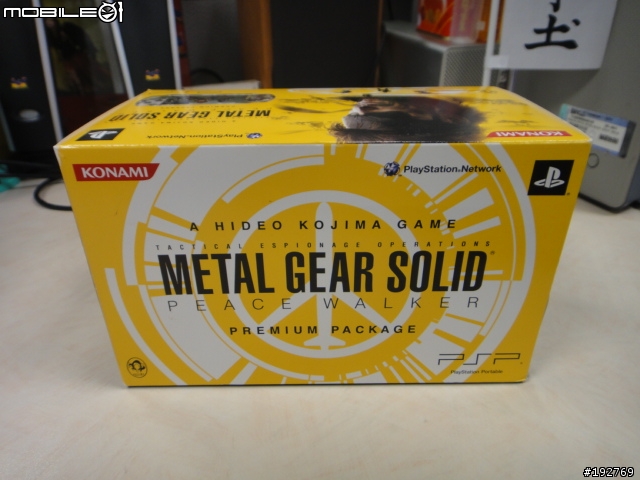 MOBILE01
METAL GEAR SOLID
PlayStation Network
KONAMI
KONAMI
PlayStation Network
A HIDEO KOJIMA GAME
TACTICAL ESPIONAGE OPERATIONS
METAL GEAR SOLID®
PEACE WALKER
PREMIUM PACKAGE
PSP
PlayStation Portable
#192769